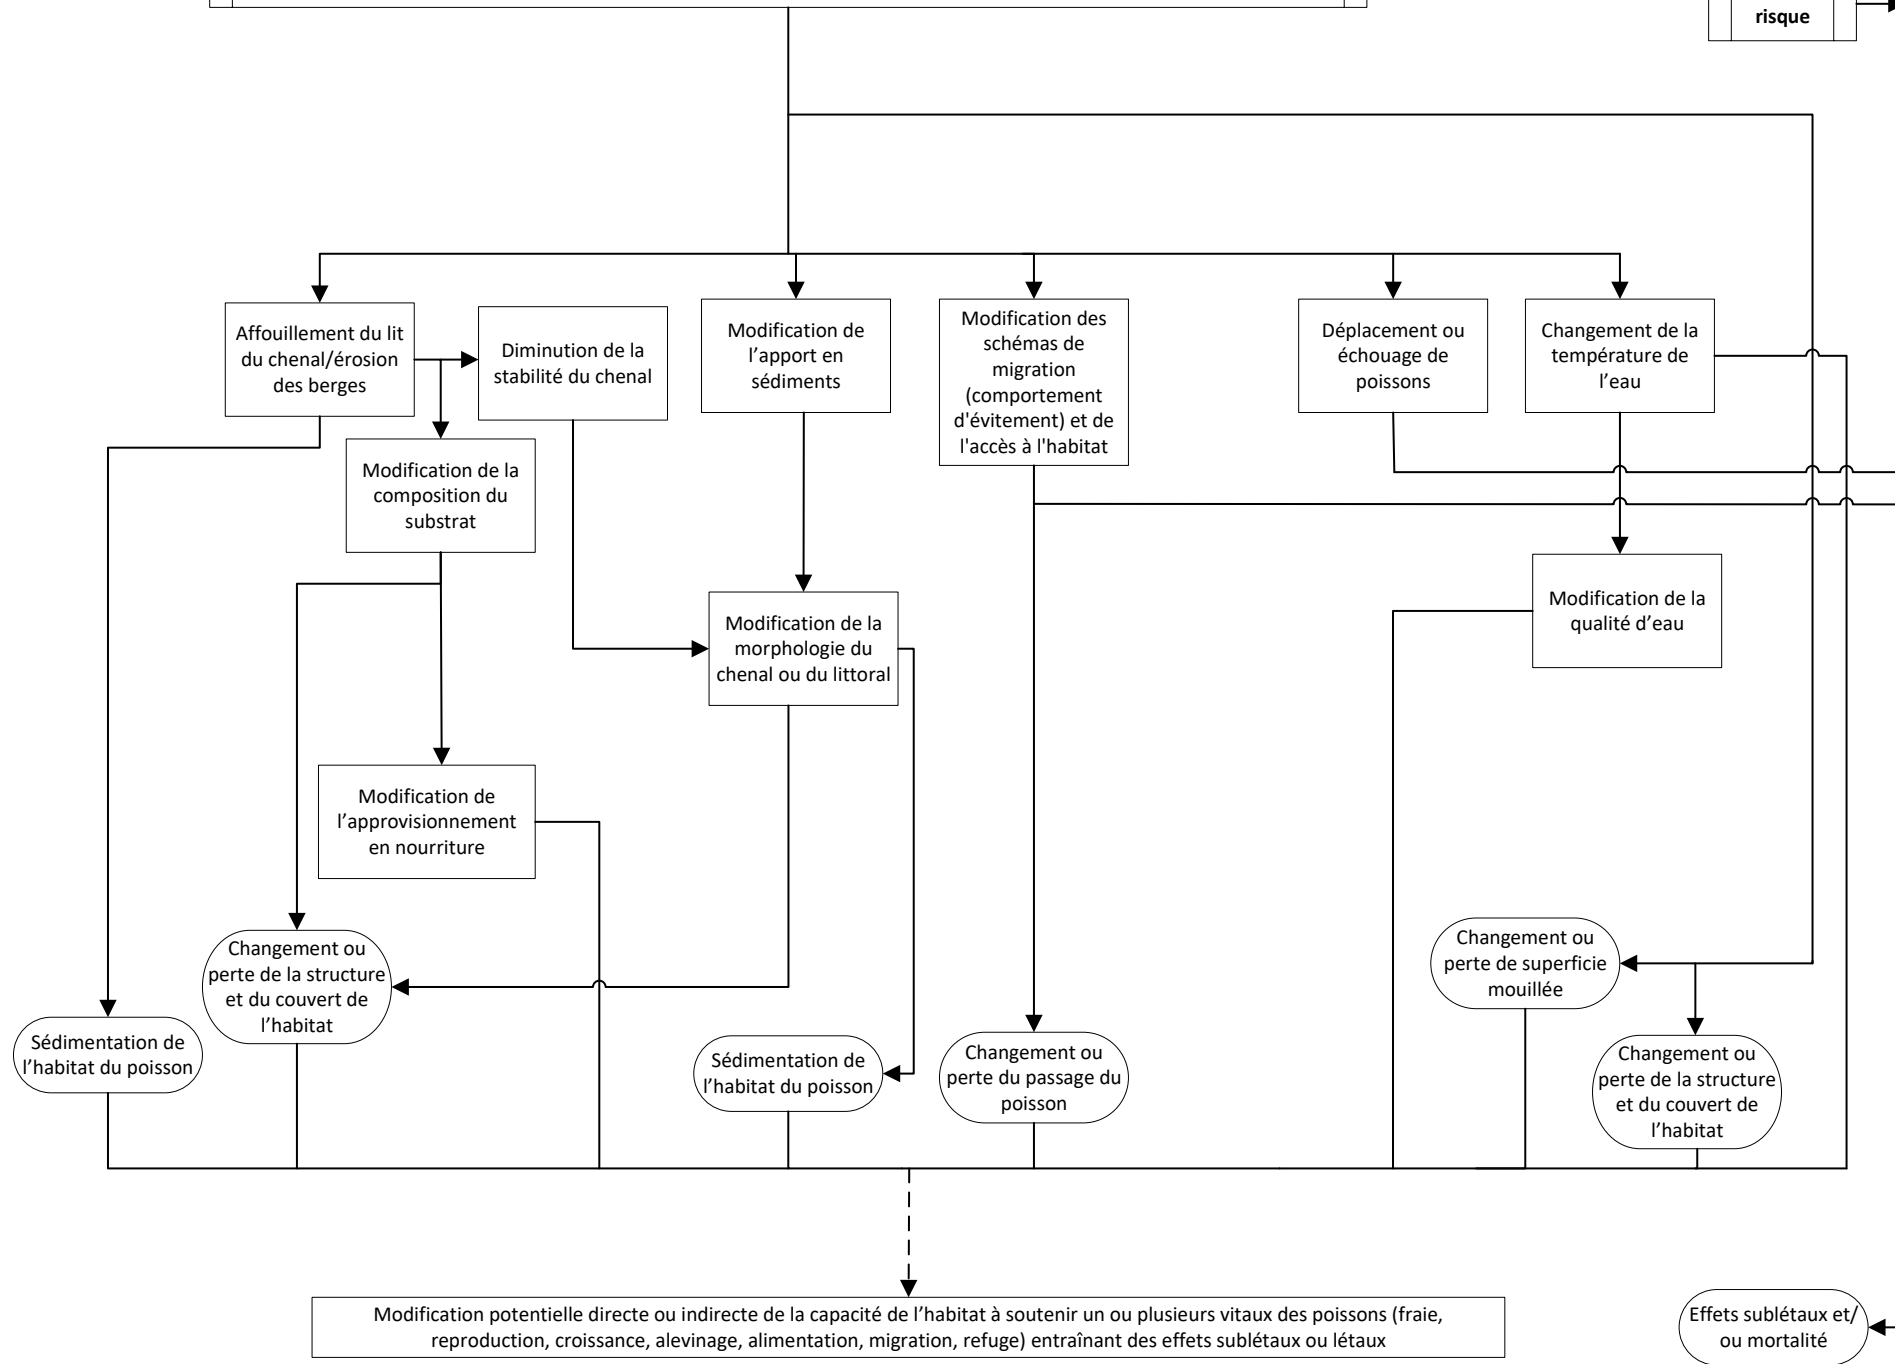 risque
Affouillement du lit
du chenal/érosion
des berges
Diminution de la
stabilité du chenal
Modification de
l’apport en
sédiments
Modification des
schémas de
migration
(comportement
d'évitement) et de
l'accès à l'habitat
Déplacement ou
échouage de
poissons
Changement de la
température de
l’eau
Modification de la
composition du
substrat
Modification de la
qualité d’eau
Modification de la
morphologie du
chenal ou du littoral
Modification de
l’approvisionnement
en nourriture
Changement ou
perte de la structure
et du couvert de
l’habitat
Changement ou
perte de superficie
mouillée
Sédimentation de
l’habitat du poisson
Sédimentation de
l’habitat du poisson
Changement ou
perte du passage du
poisson
Changement ou
perte de la structure
et du couvert de
l’habitat
Modification potentielle directe ou indirecte de la capacité de l’habitat à soutenir un ou plusieurs vitaux des poissons (fraie,
reproduction, croissance, alevinage, alimentation, migration, refuge) entraînant des effets sublétaux ou létaux
Effets sublétaux et/
ou mortalité